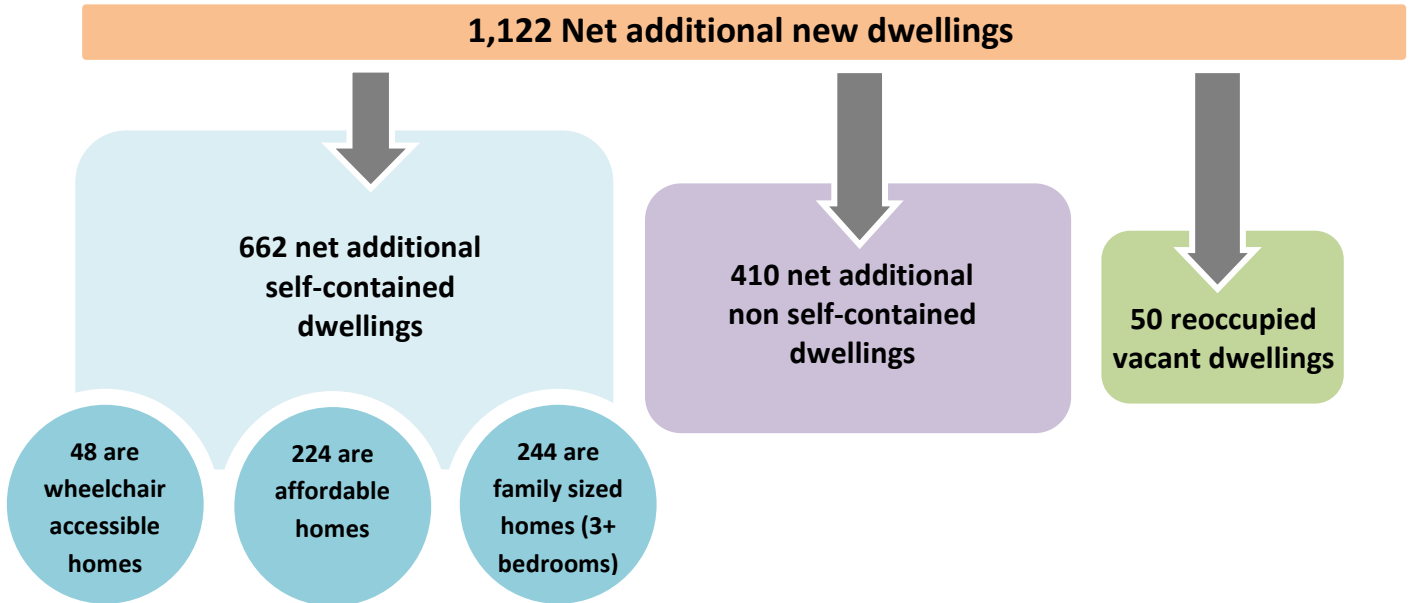 1,122 Net additional new dwellings
662 net additional
self-contained
dwellings
410 net additional
non self-contained
dwellings
50 reoccupied
vacant dwellings
48 are
wheelchair
accessible
homes
224 are
affordable
homes
244 are
family sized
homes (3+
bedrooms)